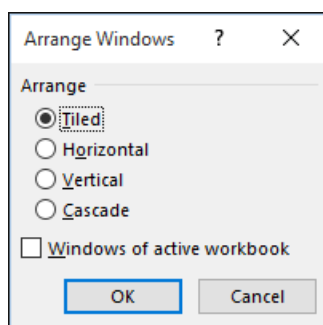 Arrange Windows ?
Arrange
Tiled
Horizontal
Vertical
Cascade
Windows of active workbook
OK Cancel